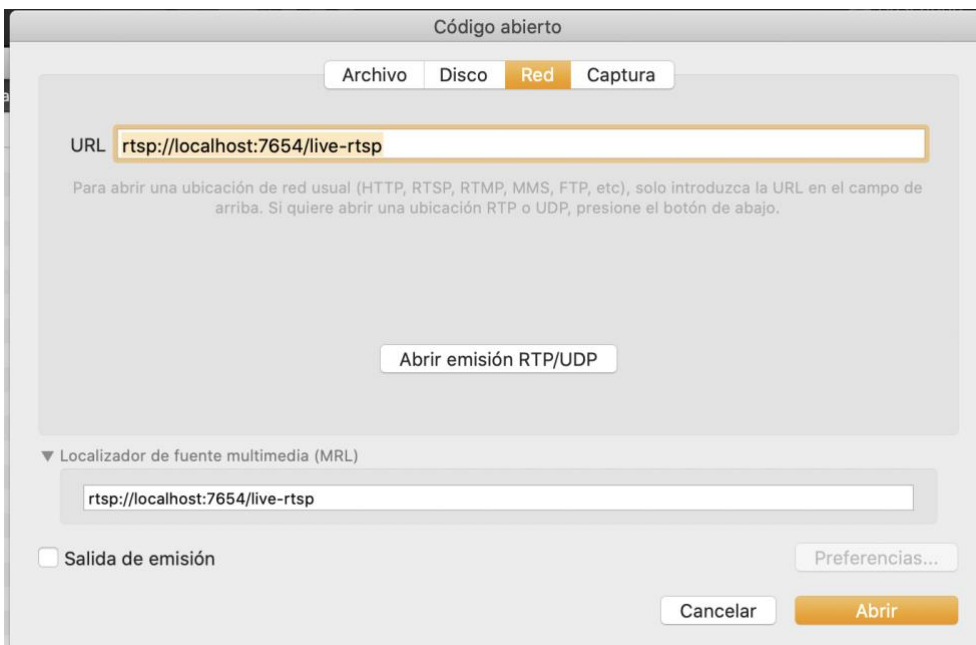 Código abierto
Archivo Disco Red Captura
URL rtsp://localhost:7654/live-rtsp
Para abrir una ubicación de red usual (HTTP, RTSP, RTMP, MMS, FTP, etc), solo introduzca la URL en el campo de
arriba. Si quiere abrir una ubicación RTP o UDP, presione el botón de abajo.
Abrir emisión RTP/UDP
Localizador de fuente multimedia (MRL)
rtsp://localhost:7654/live-rtsp
Salida de emisión Preferencias...
Cancelar Abrir